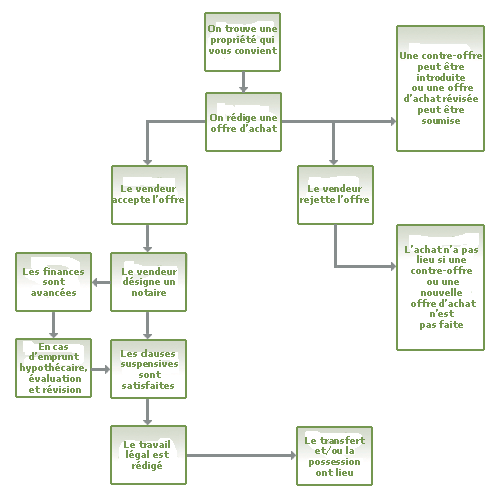 On trouve une
propriété qui
vous convient
On rédige une
offre d'achat
Une contre-offre
peut être
introduite
ou une offre
d'achat révisée
peut être
soumise
Le vendeur
accepte l'offre
Le vendeur
rejette l'offre
L'achat n'a pas
lieu si une
contre-offre
ou une
nouvelle
offre d'achat
n'est
pas faite
Les finances
sont
avancées
Le vendeur
désigne un
notaire
En cas
d'emprunt
hypothécaire,
évaluation
et révision
Les clauses
suspensives
sont
satisfaites
Le travail
légal est
rédigé
Le transfert
et/ou la
possession
ont lieu